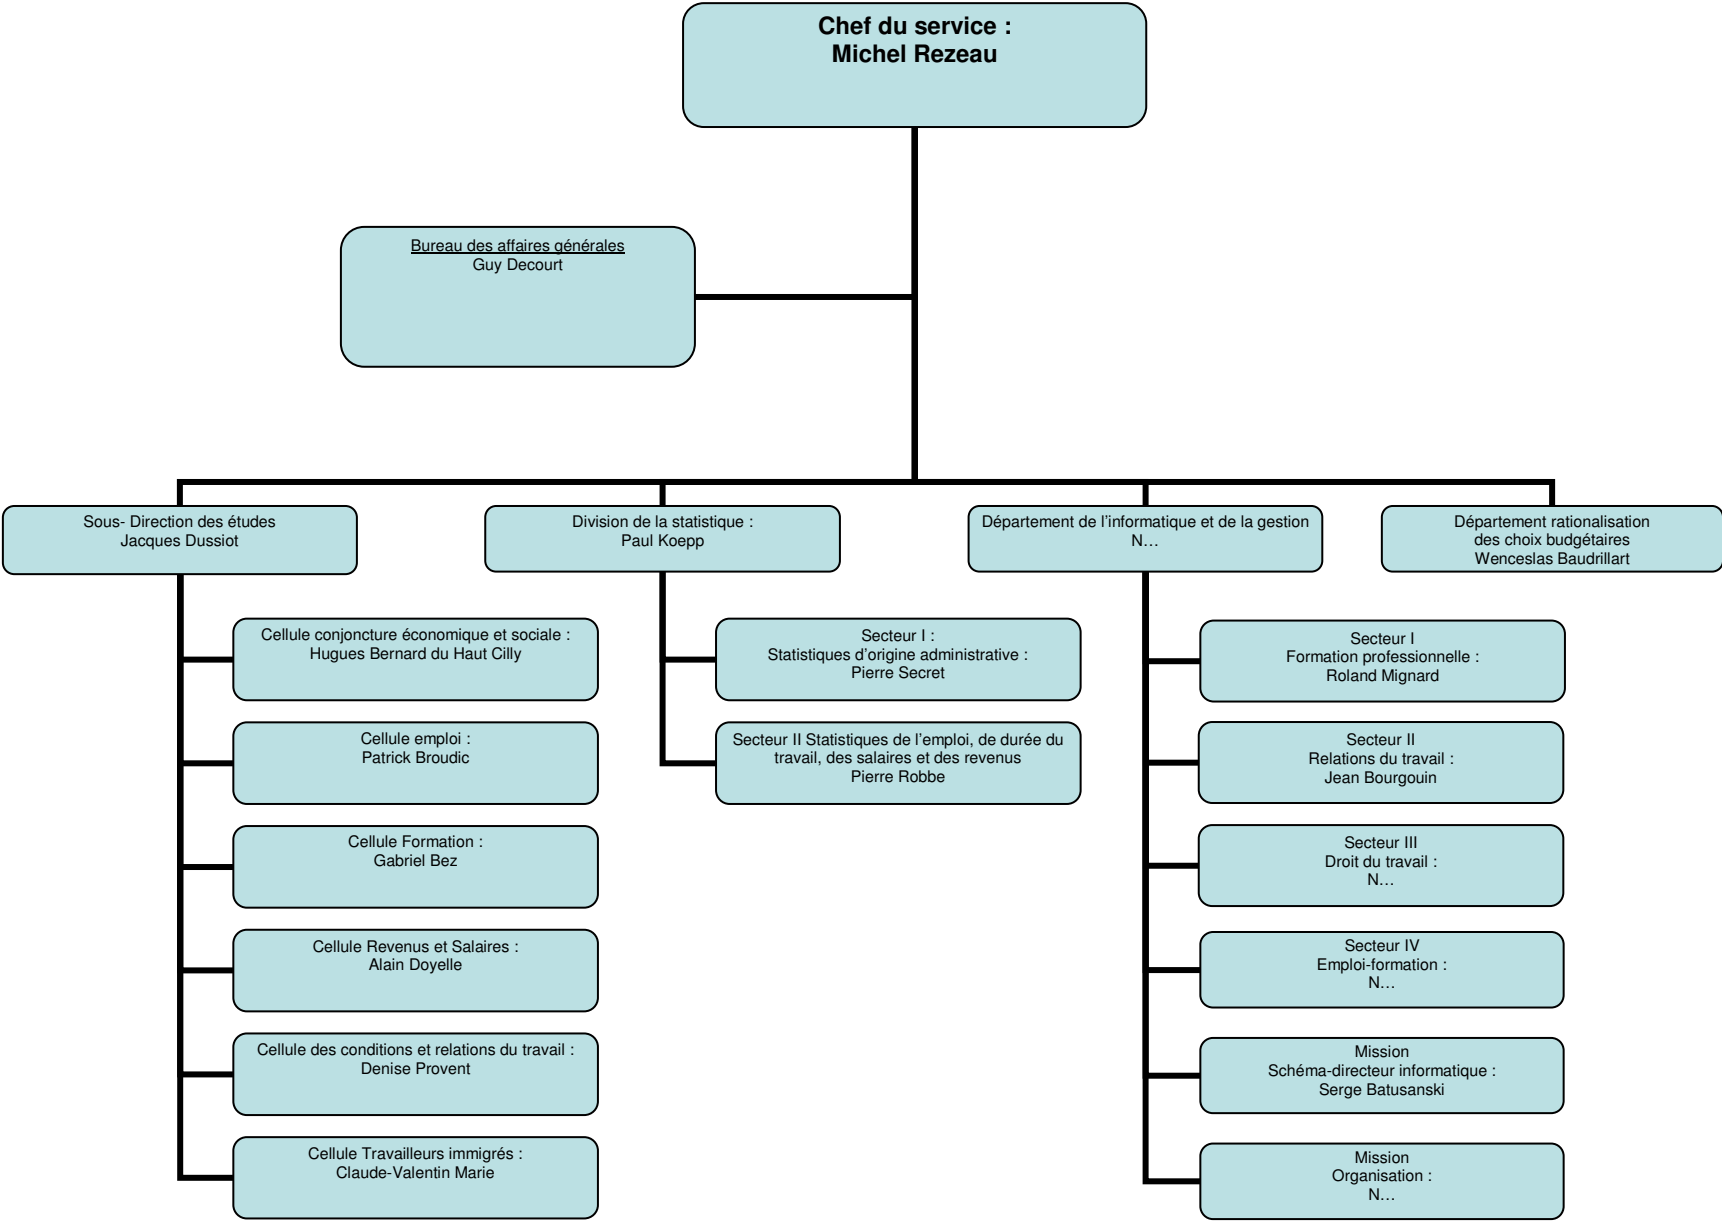 Chef du service :
Michel Rezeau
Bureau des affaires générales
Guy Decourt
Sous- Direction des études
Jacques Dussiot
Division de la statistique :
Paul Koepp
Département de l'informatique et de la gestion
N…
Département rationalisation
des choix budgétaires
Wenceslas Baudrillart
Cellule conjoncture économique et sociale :
Hugues Bernard du Haut Cilly
Cellule emploi :
Patrick Broudic
Cellule Formation :
Gabriel Bez
Cellule Revenus et Salaires :
Alain Doyelle
Cellule des conditions et relations du travail :
Denise Provent
Cellule Travailleurs immigrés :
Claude-Valentin Marie
Secteur I :
Statistiques d'origine administrative :
Pierre Secret
Secteur II Statistiques de l'emploi, de durée du
travail, des salaires et des revenus
Pierre Robbe
Secteur I
Formation professionnelle :
Roland Mignard
Secteur II
Relations du travail :
Jean Bourgouin
Secteur III
Droit du travail :
N…
Secteur IV
Emploi-formation :
N…
Mission
Schéma-directeur informatique :
Serge Batusanski
Mission
Organisation :
N…